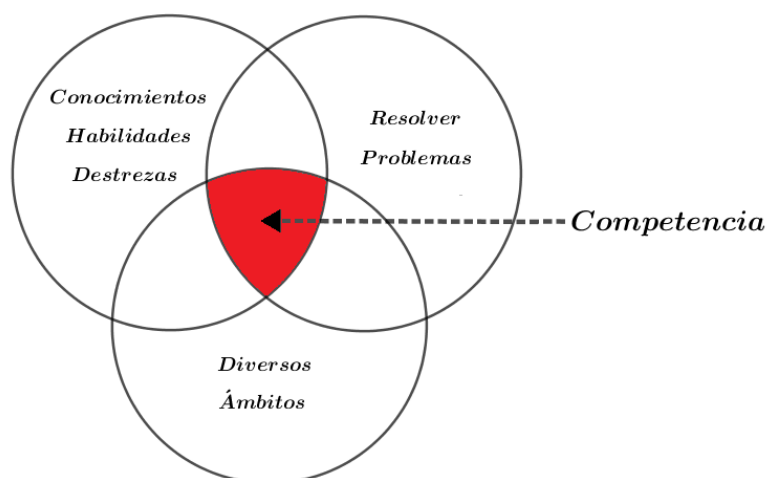 Conocimientos
Habilidades
Destrezas
Resolver
Problemas
Competencia
Diversos
Ámbitos